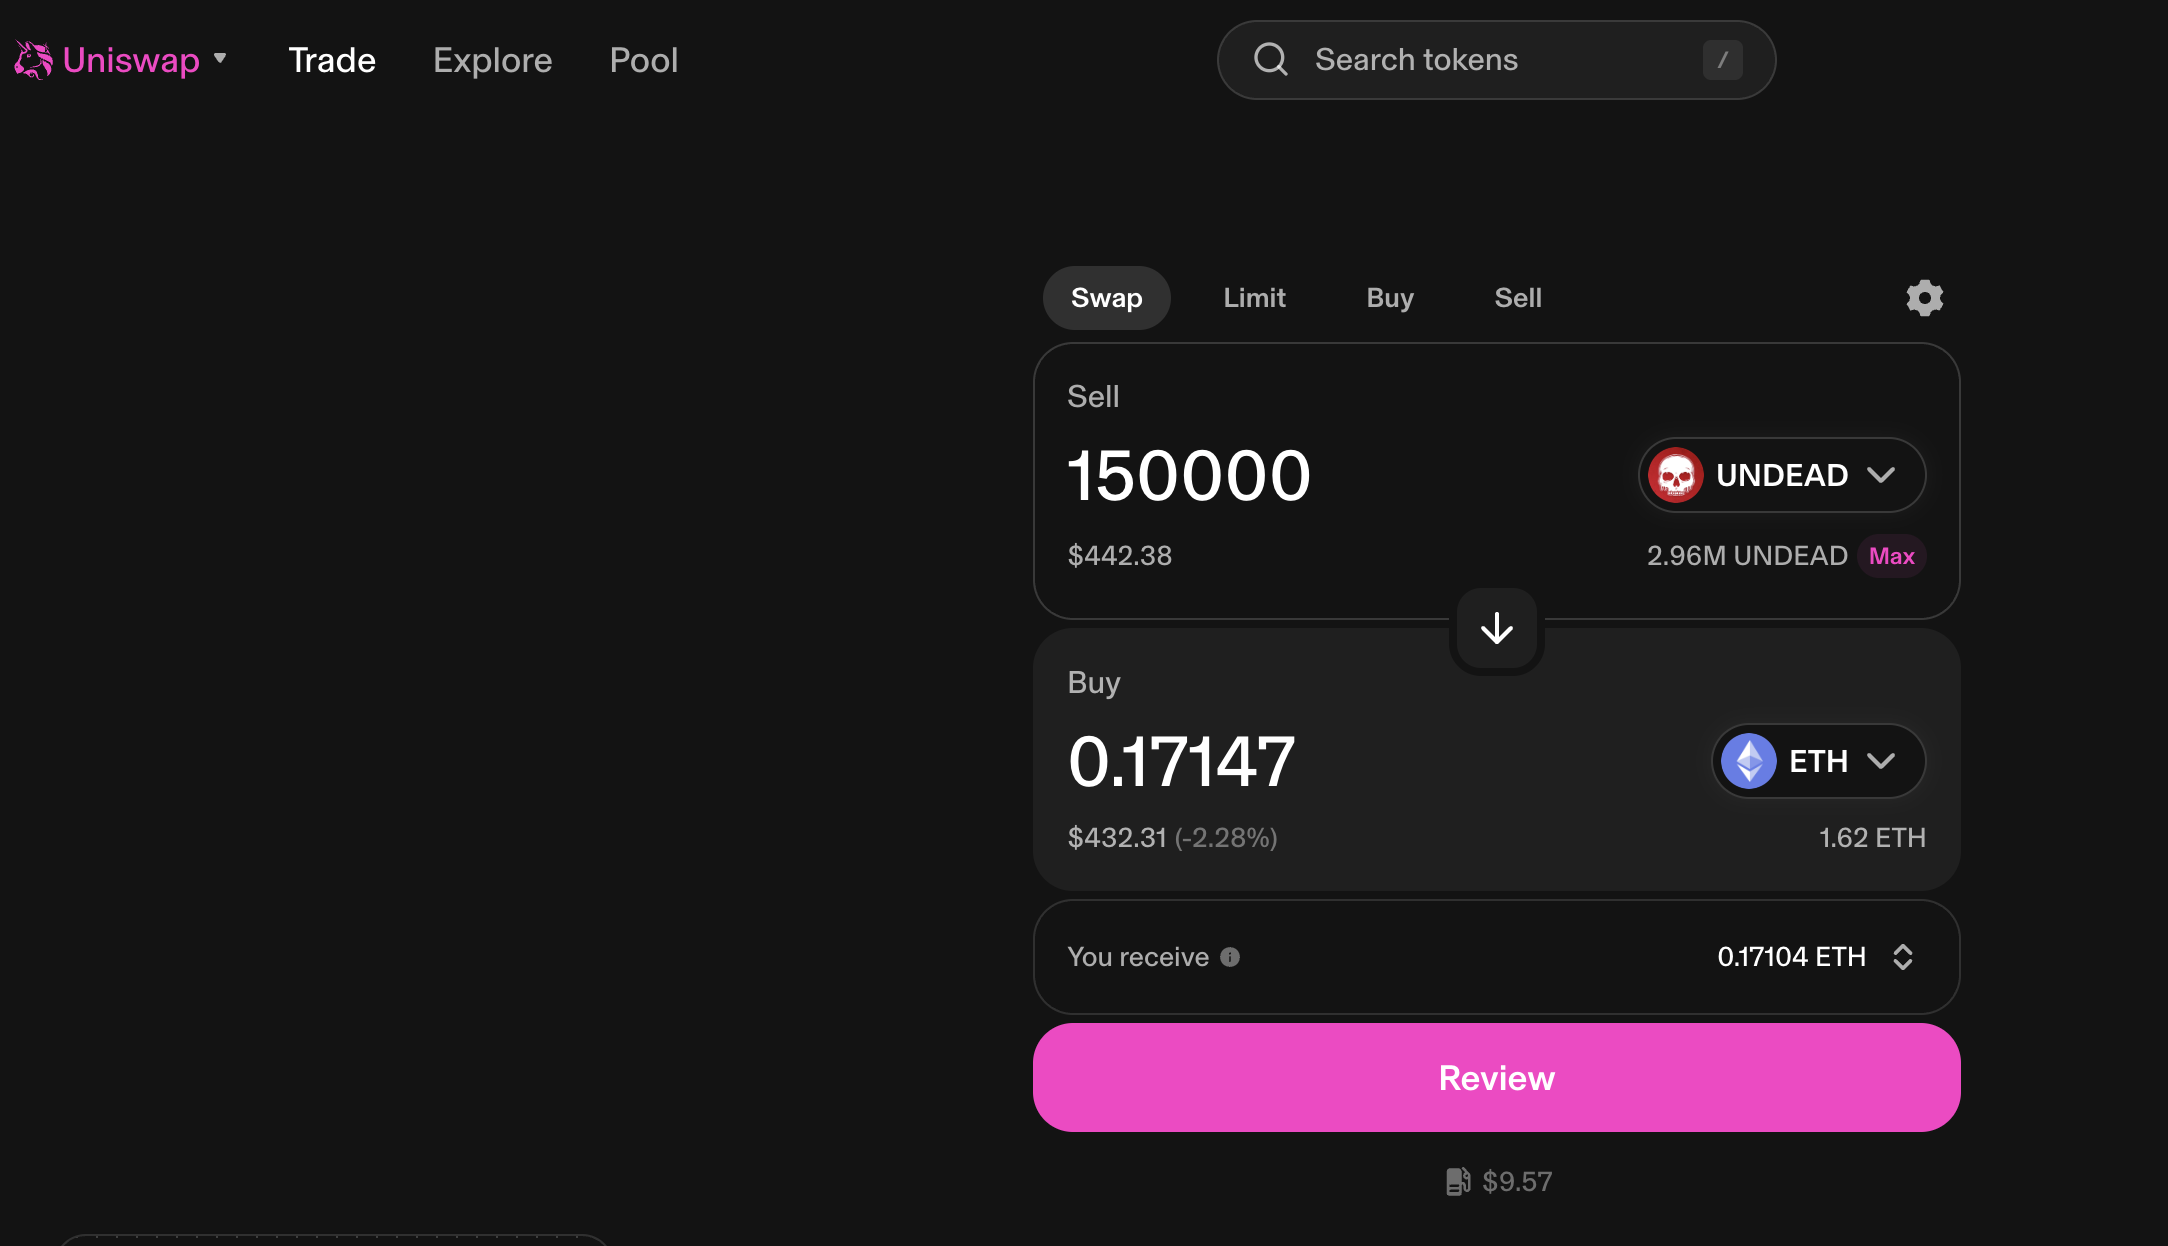 Uniswap Trade Explore Pool Search tokens /
Swap Limit Buy Sell
Sell
150000 UNDEAD
$442.38 2.96M UNDEAD Max
Buy
0.17147 ETH
$432.31 (-2.28%) 1.62 ETH
You receive 0.17104 ETH
Review
$9.57